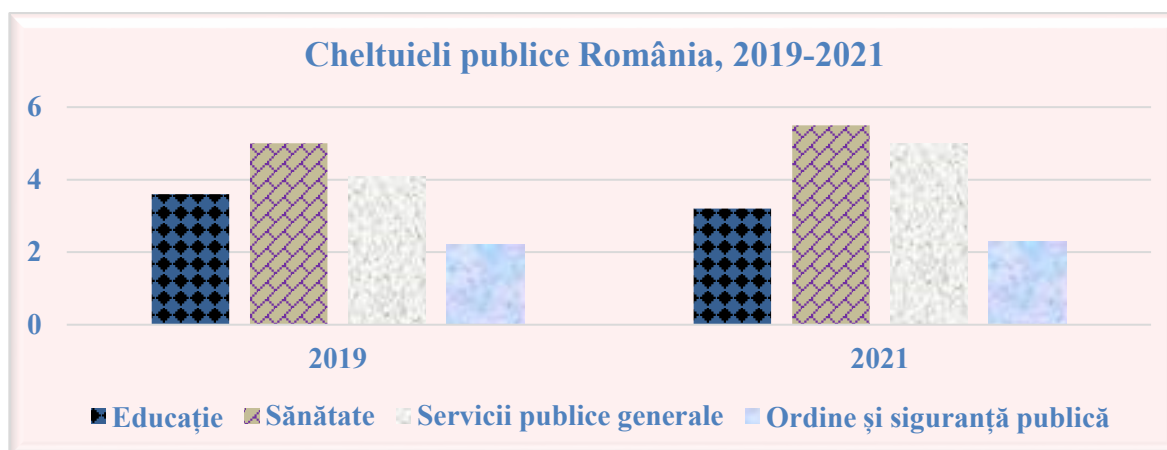 Cheltuieli publice România, 2019-2021
6
4
2
0
2019 2021
Educație Sănătate Servicii publice generale Ordine și siguranță publică